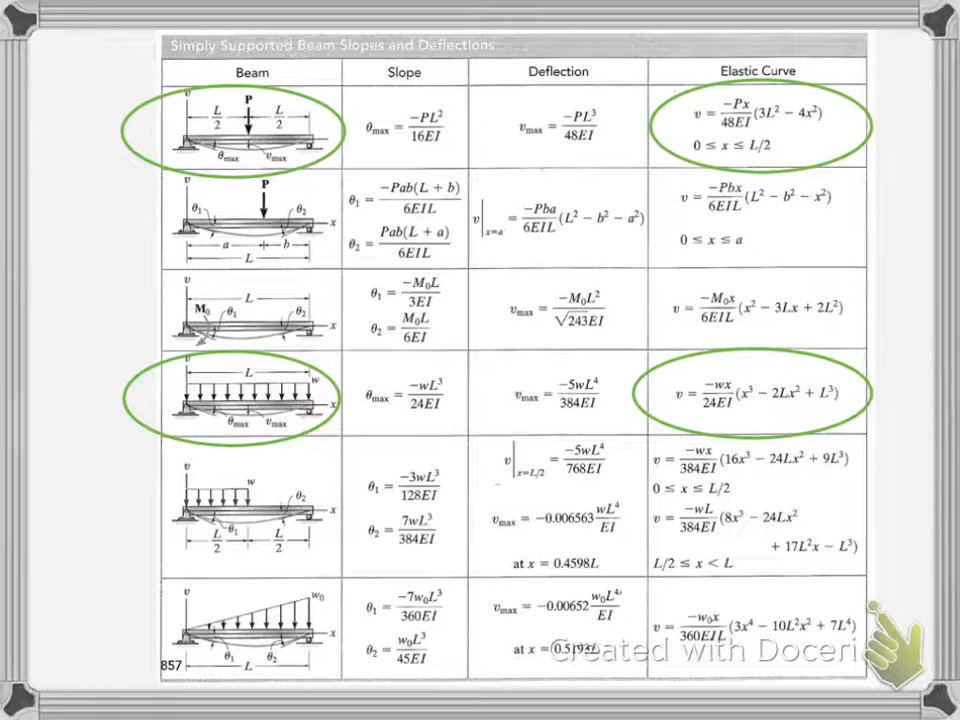 Simply Supported Beam Slopes and Deflections
Beam Slope Deflection Elastic Curve
v P L/2 L/2 θmax vmax
θmax = -PL²/16EI
vmax = -PL³/48EI
v = -Px/48EI (3L² - 4x²)
0 ≤ x ≤ L/2
v P θ1 θ2 x a b L
θ1 = -Pab(L + b)/6EIL
θ2 = Pab(L + a)/6EIL
v|x=a = -Pba/6EIL (L² - b² - a²)
v = -Pbx/6EIL (L² - b² - x²)
0 ≤ x ≤ a
v L M0 θ1 θ2 x
θ1 = -M0L/3EI
θ2 = M0L/6EI
vmax = -M0L²/√243EI
v = -M0x/6EIL (x² - 3Lx + 2L²)
v L w x θmax vmax
θmax = -wL³/24EI
vmax = -5wL⁴/384EI
v = -wx/24EI (x³ - 2Lx² + L³)
v w θ2 x θ1 L/2 L/2
θ1 = -3wL³/128EI
θ2 = 7wL³/384EI
v|x=L/2 = -5wL⁴/768EI
vmax = -0.006563 wL⁴/EI
at x = 0.4598L
v = -wx/384EI (16x³ - 24Lx² + 9L³)
0 ≤ x ≤ L/2
v = -wL/384EI (8x³ - 24Lx²
+ 17L²x - L³)
L/2 ≤ x < L
v w0 x θ1 θ2 L
θ1 = -7w0L³/360EI
θ2 = w0L³/45EI
vmax = -0.00652 w0L⁴/EI
at x = 0.5193L
v = -w0x/360EIL (3x⁴ - 10L²x² + 7L⁴)
857
Created with Doceri